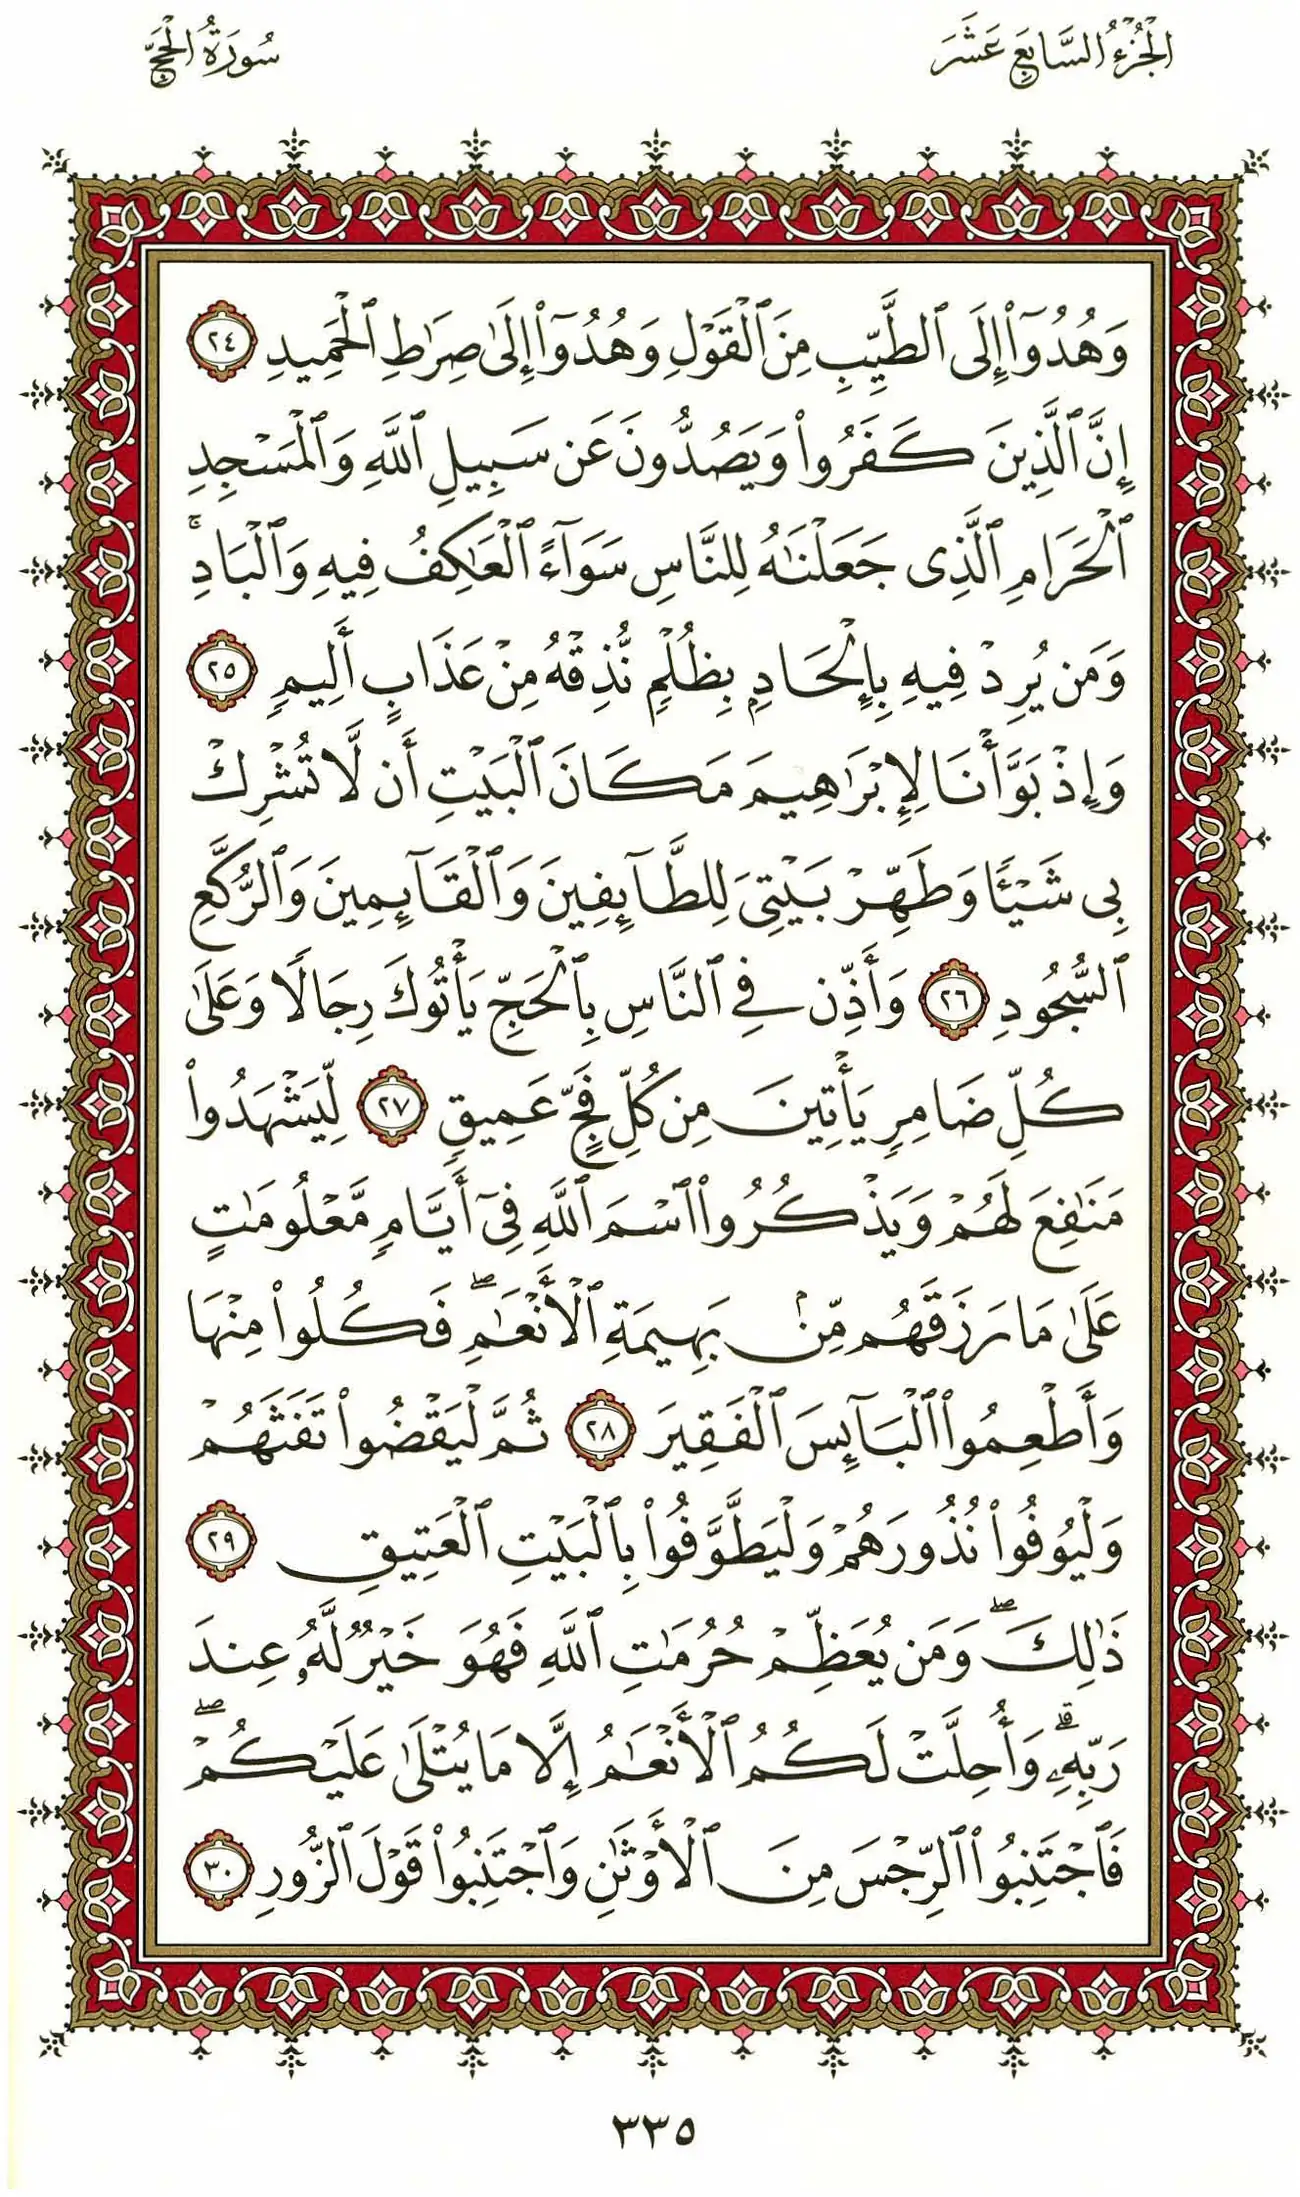 الجزء السابع عشر
سورة الحج
وَهُدُوٓا۟ إِلَى ٱلطَّيِّبِ مِنَ ٱلْقَوْلِ وَهُدُوٓا۟ إِلَىٰ صِرَٰطِ ٱلْحَمِيدِ ٢٤
إِنَّ ٱلَّذِينَ كَفَرُوا۟ وَيَصُدُّونَ عَن سَبِيلِ ٱللَّهِ وَٱلْمَسْجِدِ
ٱلْحَرَامِ ٱلَّذِى جَعَلْنَٰهُ لِلنَّاسِ سَوَآءً ٱلْعَٰكِفُ فِيهِ وَٱلْبَادِ ۚ
وَمَن يُرِدْ فِيهِ بِإِلْحَادٍۭ بِظُلْمٍ نُّذِقْهُ مِنْ عَذَابٍ أَلِيمٍ ٢٥
وَإِذْ بَوَّأْنَا لِإِبْرَٰهِيمَ مَكَانَ ٱلْبَيْتِ أَن لَّا تُشْرِكْ
بِى شَيْـًٔا وَطَهِّرْ بَيْتِىَ لِلطَّآئِفِينَ وَٱلْقَآئِمِينَ وَٱلرُّكَّعِ
ٱلسُّجُودِ ٢٦ وَأَذِّن فِى ٱلنَّاسِ بِٱلْحَجِّ يَأْتُوكَ رِجَالًا وَعَلَىٰ
كُلِّ ضَامِرٍ يَأْتِينَ مِن كُلِّ فَجٍّ عَمِيقٍ ٢٧ لِّيَشْهَدُوا۟
مَنَٰفِعَ لَهُمْ وَيَذْكُرُوا۟ ٱسْمَ ٱللَّهِ فِىٓ أَيَّامٍ مَّعْلُومَٰتٍ
عَلَىٰ مَا رَزَقَهُم مِّنۢ بَهِيمَةِ ٱلْأَنْعَٰمِ ۖ فَكُلُوا۟ مِنْهَا
وَأَطْعِمُوا۟ ٱلْبَآئِسَ ٱلْفَقِيرَ ٢٨ ثُمَّ لْيَقْضُوا۟ تَفَثَهُمْ
وَلْيُوفُوا۟ نُذُورَهُمْ وَلْيَطَّوَّفُوا۟ بِٱلْبَيْتِ ٱلْعَتِيقِ ٢٩
ذَٰلِكَ ۖ وَمَن يُعَظِّمْ حُرُمَٰتِ ٱللَّهِ فَهُوَ خَيْرٌ لَّهُۥ عِندَ
رَبِّهِۦ ۗ وَأُحِلَّتْ لَكُمُ ٱلْأَنْعَٰمُ إِلَّا مَا يُتْلَىٰ عَلَيْكُمْ ۖ
فَٱجْتَنِبُوا۟ ٱلرِّجْسَ مِنَ ٱلْأَوْثَٰنِ وَٱجْتَنِبُوا۟ قَوْلَ ٱلزُّورِ ٣٠
٣٣٥